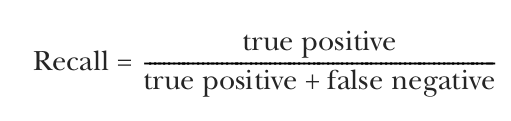 true positive
Recall =
true positive + false negative